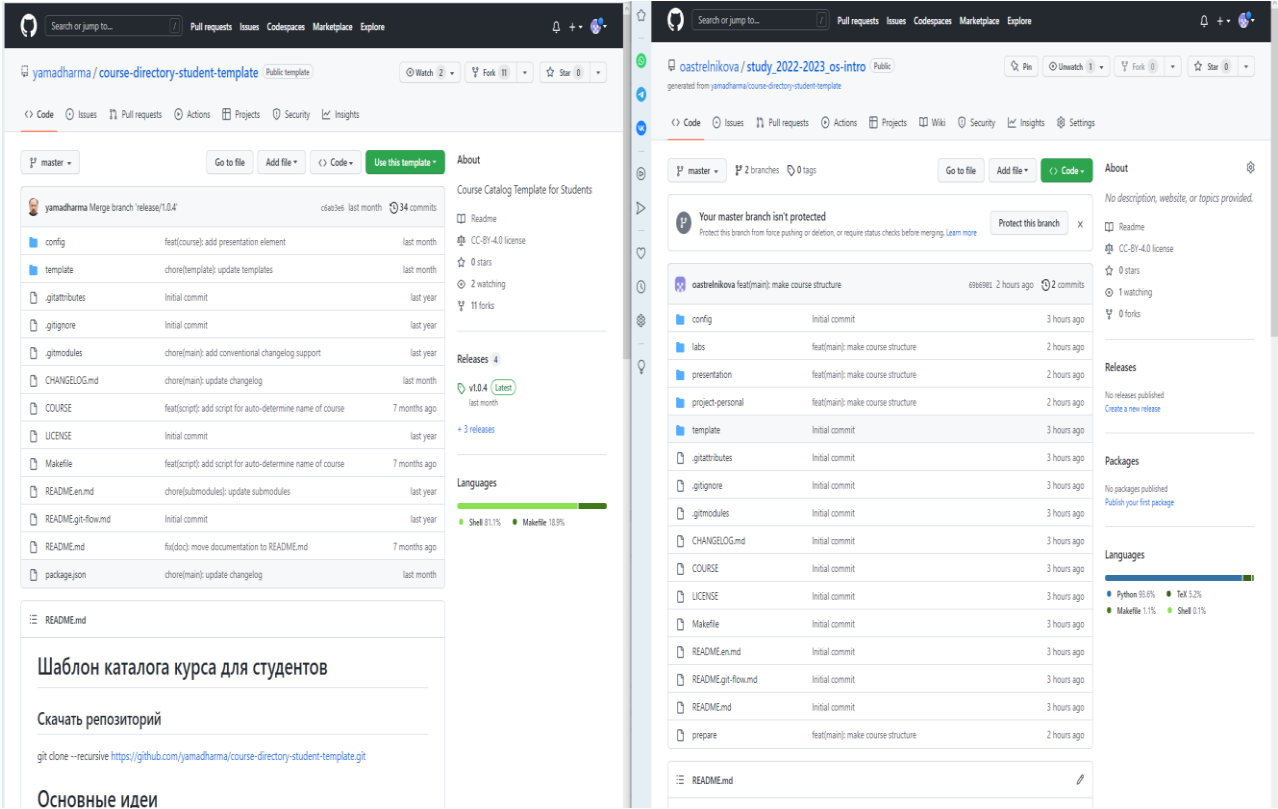 Search or jump to... /
Pull requests Issues Codespaces Marketplace Explore
yamadharma / course-directory-student-template Public template
Watch 2 Fork 11 Star 0
Code Issues Pull requests Actions Projects Security Insights
master Go to file Add file Code Use this template
yamadharma Merge branch 'release/1.0.4' c6ab3e6 last month 34 commits
config feat(course): add presentation element last month
template chore(template): update templates last month
.gitattributes Initial commit last year
.gitignore Initial commit last year
.gitmodules chore(main): add conventional changelog support last year
CHANGELOG.md chore(main): update changelog last month
COURSE feat(script): add script for auto-determine name of course 7 months ago
LICENSE Initial commit last year
Makefile feat(script): add script for auto-determine name of course 7 months ago
README.en.md chore(submodules): update submodules last year
README.git-flow.md Initial commit last year
README.md fix(doc): move documentation to README.md 7 months ago
package.json chore(main): update changelog last month
README.md
Шаблон каталога курса для студентов
Скачать репозиторий
git clone --recursive https://github.com/yamadharma/course-directory-student-template.git
Основные идеи
About
Course Catalog Template for Students
Readme
CC-BY-4.0 license
0 stars
2 watching
11 forks
Releases 4
v1.0.4 Latest
last month
+ 3 releases
Languages
Shell 81.1% Makefile 18.9%
Search or jump to... /
Pull requests Issues Codespaces Marketplace Explore
oastrelnikova / study_2022-2023_os-intro Public
generated from yamadharma/course-directory-student-template
Pin Unwatch 1 Fork 0 Star 0
Code Issues Pull requests Actions Projects Wiki Security Insights Settings
master 2 branches 0 tags Go to file Add file Code
Your master branch isn't protected
Protect this branch from force pushing or deletion, or require status checks before merging. Learn more
Protect this branch x
oastrelnikova feat(main): make course structure 69b6901 2 hours ago 2 commits
config Initial commit 3 hours ago
labs feat(main): make course structure 2 hours ago
presentation feat(main): make course structure 2 hours ago
project-personal feat(main): make course structure 2 hours ago
template Initial commit 3 hours ago
.gitattributes Initial commit 3 hours ago
.gitignore Initial commit 3 hours ago
.gitmodules Initial commit 3 hours ago
CHANGELOG.md Initial commit 3 hours ago
COURSE Initial commit 3 hours ago
LICENSE Initial commit 3 hours ago
Makefile Initial commit 3 hours ago
README.en.md Initial commit 3 hours ago
README.git-flow.md Initial commit 3 hours ago
README.md Initial commit 3 hours ago
prepare feat(main): make course structure 2 hours ago
README.md
About
No description, website, or topics provided.
Readme
CC-BY-4.0 license
0 stars
1 watching
0 forks
Releases
No releases published
Create a new release
Packages
No packages published
Publish your first package
Languages
Python 93.6% TeX 5.2%
Makefile 1.1% Shell 0.1%